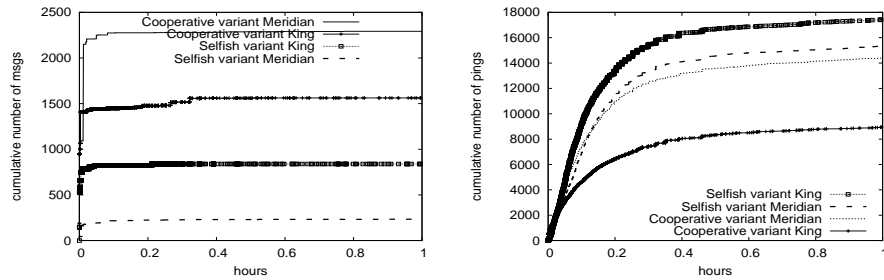 2500
2000
1500
1000
500
0
0 0.2 0.4 0.6 0.8 1
cumulative number of msgs
hours
Cooperative variant Meridian
Cooperative variant King
Selfish variant King
Selfish variant Meridian
18000
16000
14000
12000
10000
8000
6000
4000
2000
0
0 0.2 0.4 0.6 0.8 1
cumulative number of pings
hours
Selfish variant King
Selfish variant Meridian
Cooperative variant Meridian
Cooperative variant King